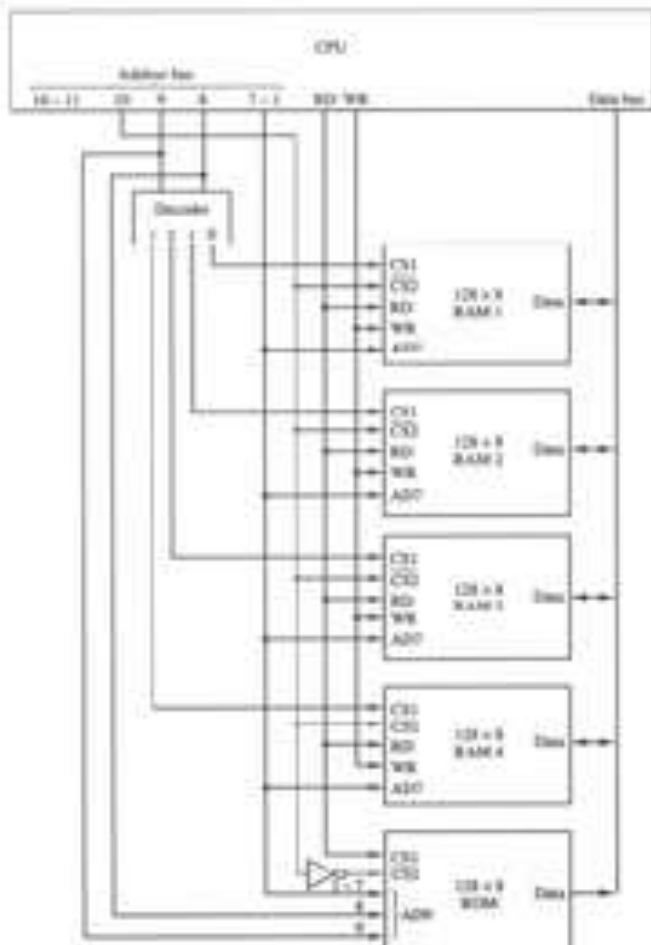 CPU
Address bus
16 - 11 10 9 8 7 - 1 RD WR Data bus
Decoder
3 2 1 0
CS1
CS2
RD
WR
AD7
128 × 8
RAM 1
Data
CS1
CS2
RD
WR
AD7
128 × 8
RAM 2
Data
CS1
CS2
RD
WR
AD7
128 × 8
RAM 3
Data
CS1
CS2
RD
WR
AD7
128 × 8
RAM 4
Data
CS1
CS2
1 - 7
8
9
AD9
128 × 8
ROM
Data